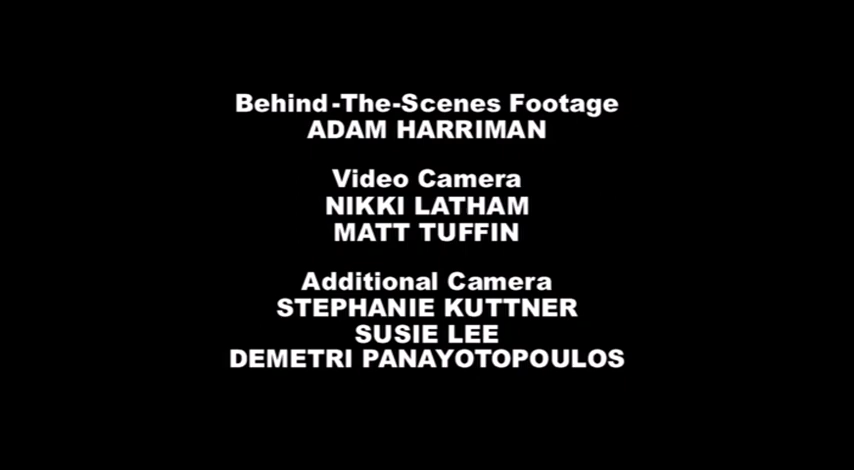 Behind-The-Scenes Footage
ADAM HARRIMAN
Video Camera
NIKKI LATHAM
MATT TUFFIN
Additional Camera
STEPHANIE KUTTNER
SUSIE LEE
DEMETRI PANAYOTOPOULOS